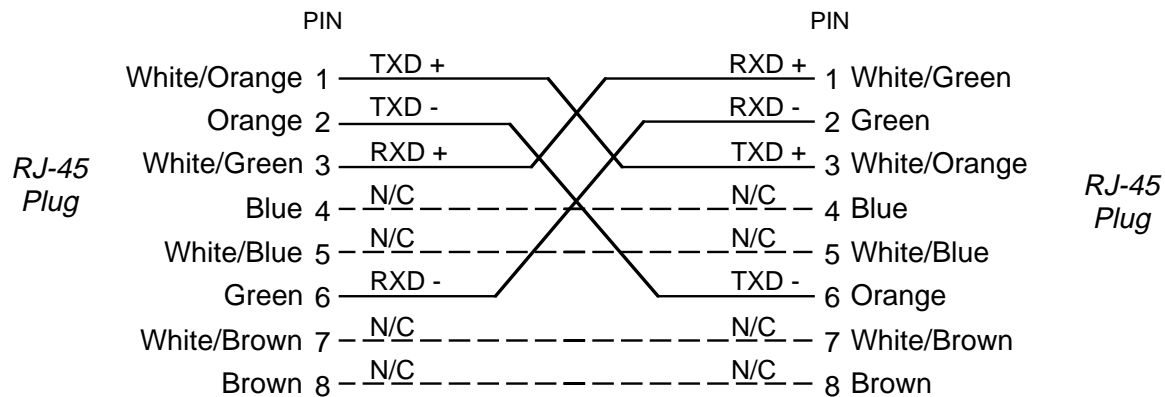 PIN PIN
White/Orange 1 TXD + RXD + 1 White/Green
Orange 2 TXD - RXD - 2 Green
White/Green 3 RXD + TXD + 3 White/Orange
RJ-45
Plug
RJ-45
Plug
Blue 4 N/C N/C 4 Blue
White/Blue 5 N/C N/C 5 White/Blue
Green 6 RXD - TXD - 6 Orange
White/Brown 7 N/C N/C 7 White/Brown
Brown 8 N/C N/C 8 Brown